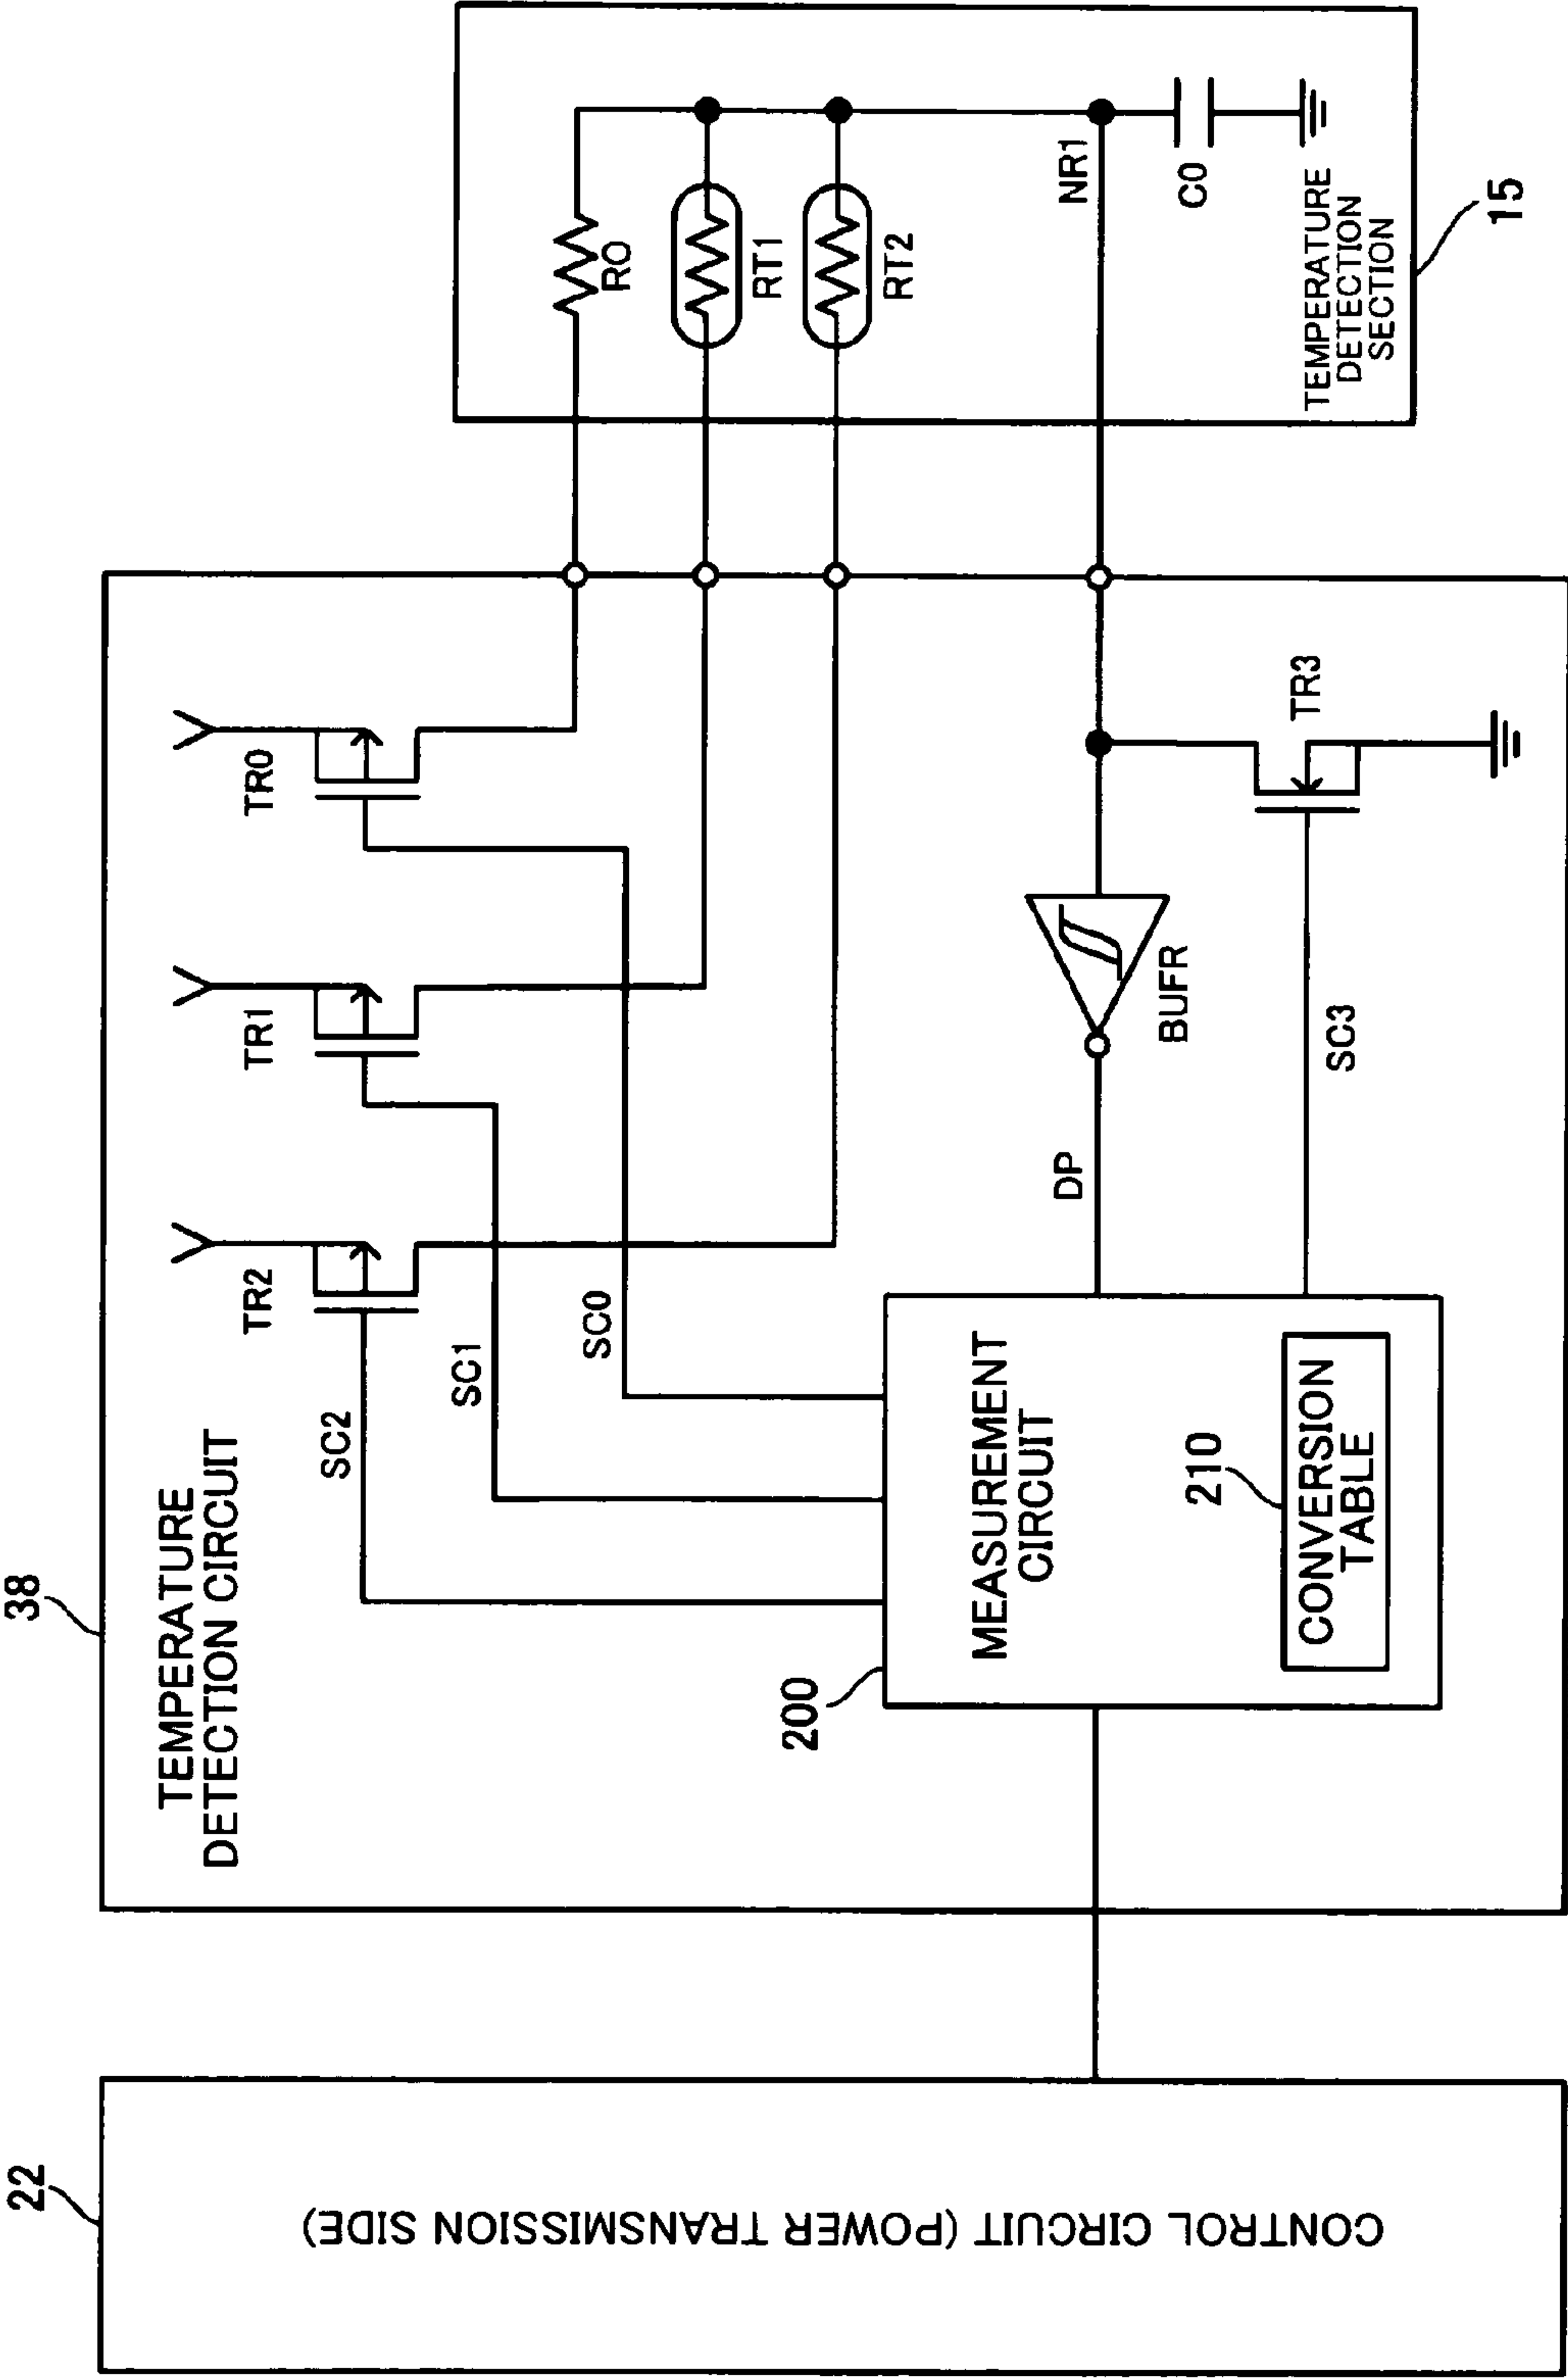 22
CONTROL CIRCUIT (POWER TRANSMISSION SIDE)
38
TEMPERATURE
DETECTION CIRCUIT
TR2
TR1
TR0
SC2
SC1
SC0
200
MEASUREMENT
CIRCUIT
210
CONVERSION
TABLE
DP
BUFR
SC3
TR3
R0
RT1
RT2
NR1
C0
TEMPERATURE
DETECTION
SECTION
15